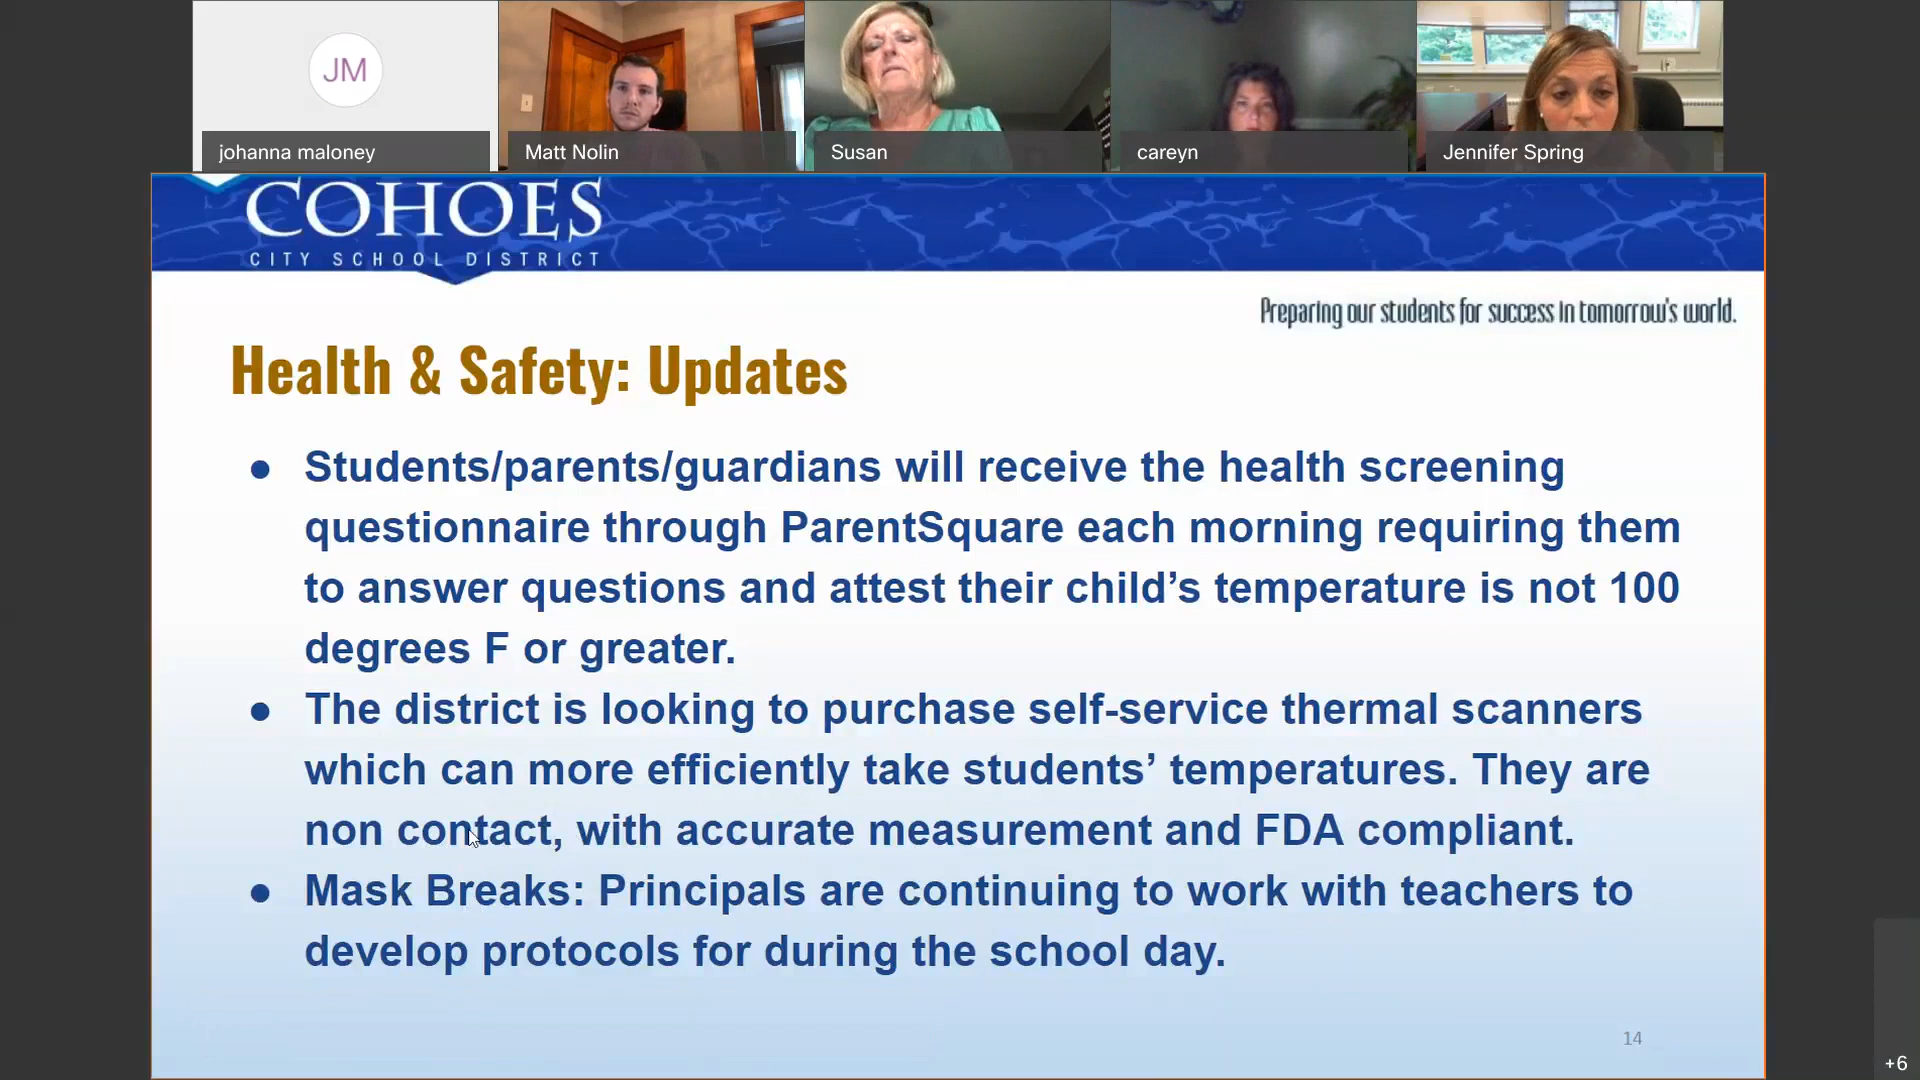 JM
johanna maloney
Matt Nolin
Susan
careyn
Jennifer Spring
COHOES
CITY SCHOOL DISTRICT
Preparing our students for success in tomorrow's world.
Health & Safety: Updates
● Students/parents/guardians will receive the health screening
questionnaire through ParentSquare each morning requiring them
to answer questions and attest their child’s temperature is not 100
degrees F or greater.
● The district is looking to purchase self-service thermal scanners
which can more efficiently take students’ temperatures. They are
non contact, with accurate measurement and FDA compliant.
● Mask Breaks: Principals are continuing to work with teachers to
develop protocols for during the school day.
14
+6